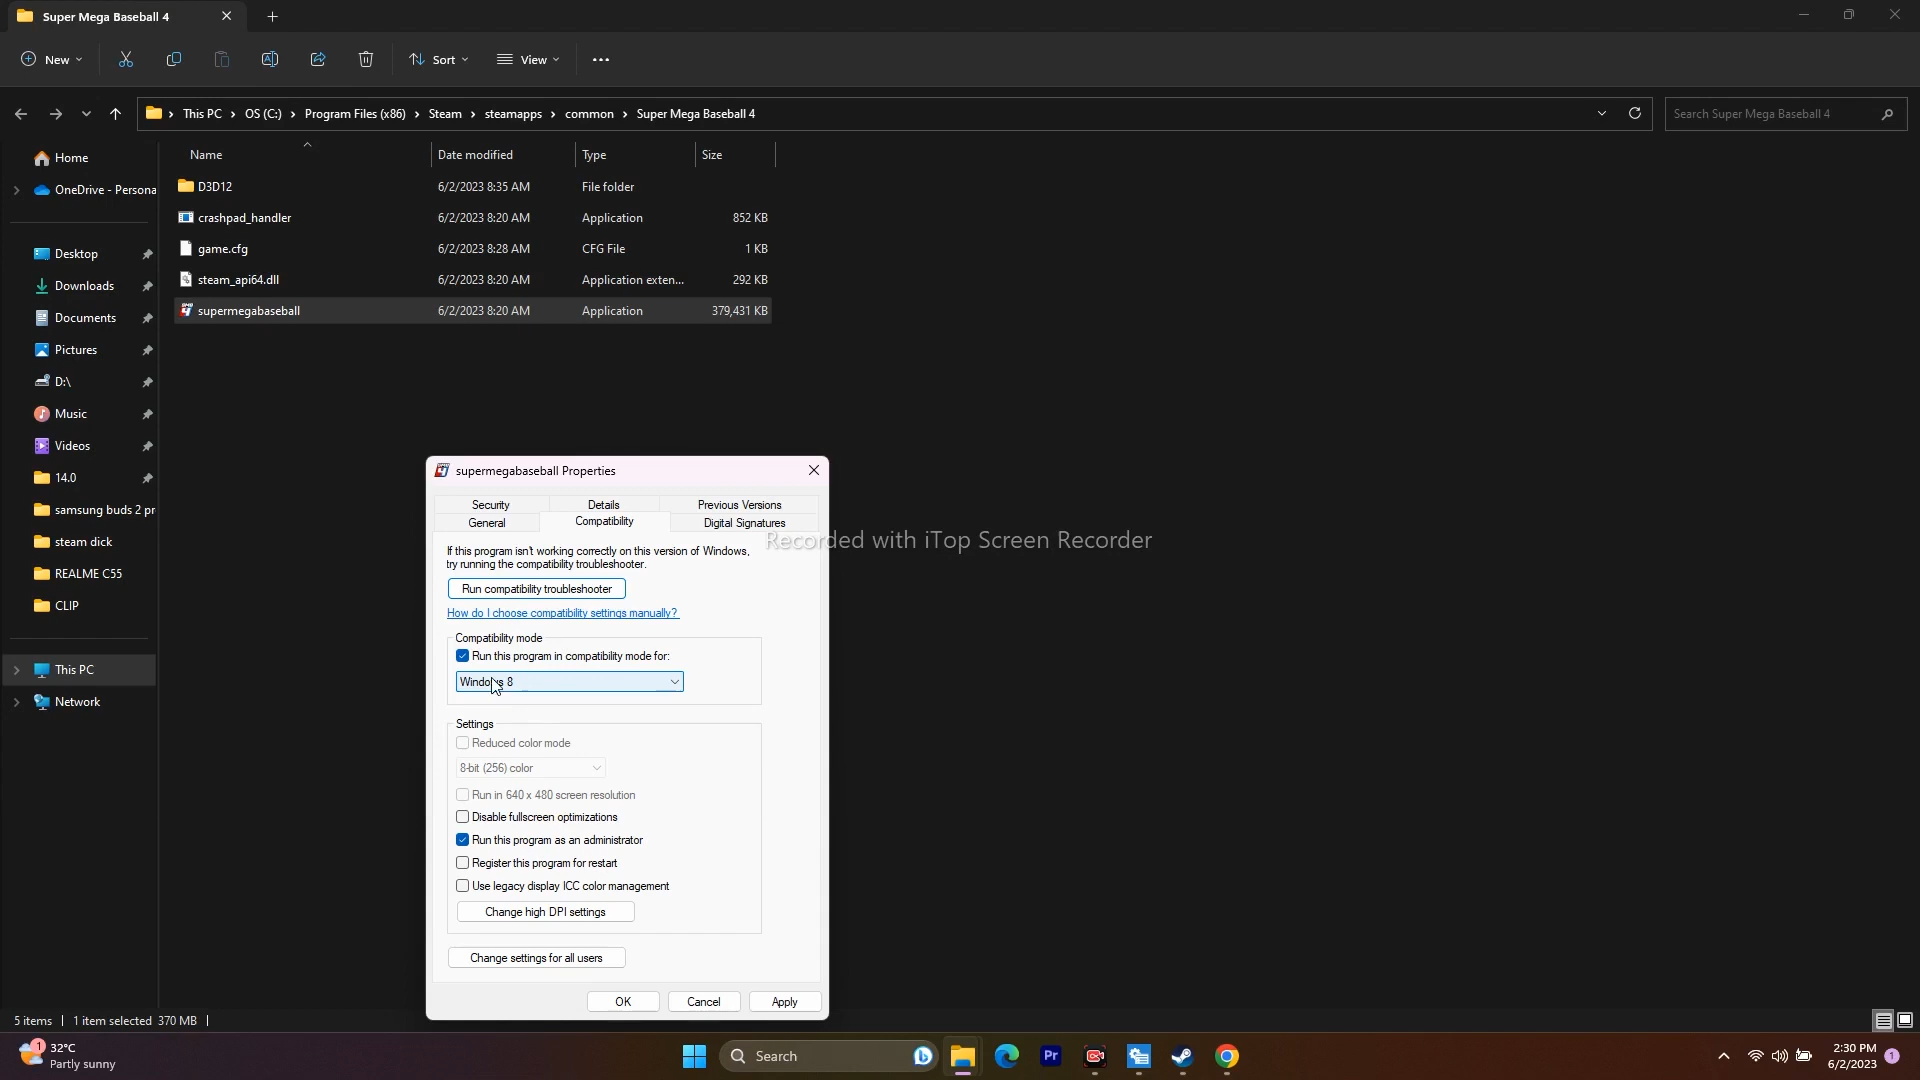 Super Mega Baseball 4
New
Sort
View
This PC > OS (C:) > Program Files (x86) > Steam > steamapps > common > Super Mega Baseball 4
Search Super Mega Baseball 4
Name Date modified Type Size
D3D12 6/2/2023 8:35 AM File folder
crashpad_handler 6/2/2023 8:20 AM Application 852 KB
game.cfg 6/2/2023 8:28 AM CFG File 1 KB
steam_api64.dll 6/2/2023 8:20 AM Application exten... 292 KB
supermegabaseball 6/2/2023 8:20 AM Application 379,431 KB
Home
OneDrive - Persona
Desktop
Downloads
Documents
Pictures
D:\
Music
Videos
14.0
samsung buds 2 pr
steam dick
REALME C55
CLIP
This PC
Network
supermegabaseball Properties
Security Details Previous Versions
General Compatibility Digital Signatures
If this program isn't working correctly on this version of Windows,
try running the compatibility troubleshooter.
Run compatibility troubleshooter
How do I choose compatibility settings manually?
Compatibility mode
Run this program in compatibility mode for:
Windows 8
Settings
Reduced color mode
8-bit (256) color
Run in 640 x 480 screen resolution
Disable fullscreen optimizations
Run this program as an administrator
Register this program for restart
Use legacy display ICC color management
Change high DPI settings
Change settings for all users
OK Cancel Apply
Recorded with iTop Screen Recorder
5 items | 1 item selected 370 MB |
1
32°C
Partly sunny
Search
Pr
2:30 PM
6/2/2023
1